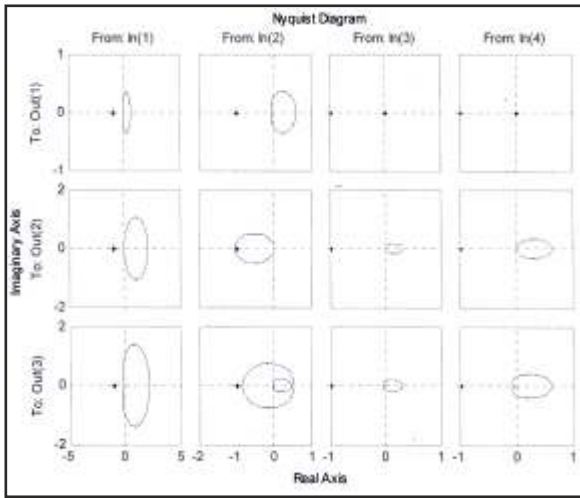 Nyquist Diagram
From: In(1) From: In(2) From: In(3) From: In(4)
To: Out(1)
1
0
-1
To: Out(2)
2
0
-2
To: Out(3)
2
0
-2
Imaginary Axis
-5 0 5 -2 -1 0 1 -1 0 1 -1 0 1
Real Axis